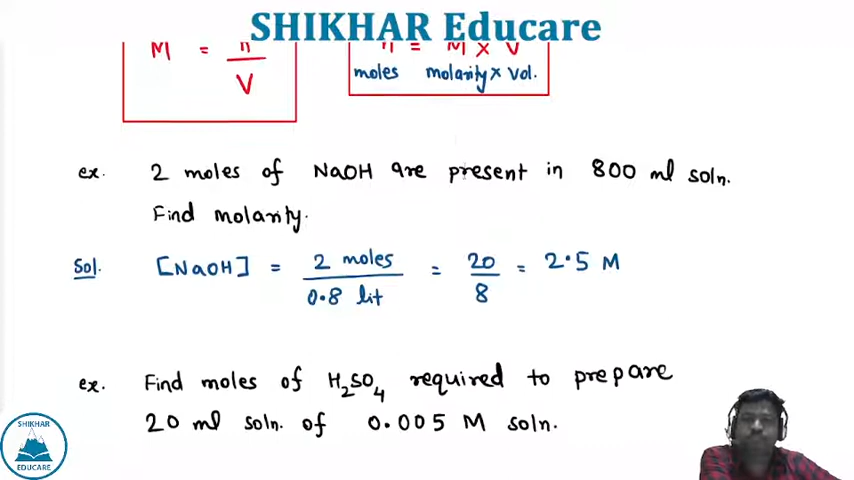 SHIKHAR Educare
M = n / V
n = M × V
moles molarity × Vol.
ex. 2 moles of NaOH are present in 800 ml soln.
Find molarity.
Sol. [NaOH] = 2 moles / 0.8 lit = 20 / 8 = 2.5 M
ex. Find moles of H₂SO₄ required to prepare
20 ml soln. of 0.005 M soln.
SHIKHAR
EDUCARE